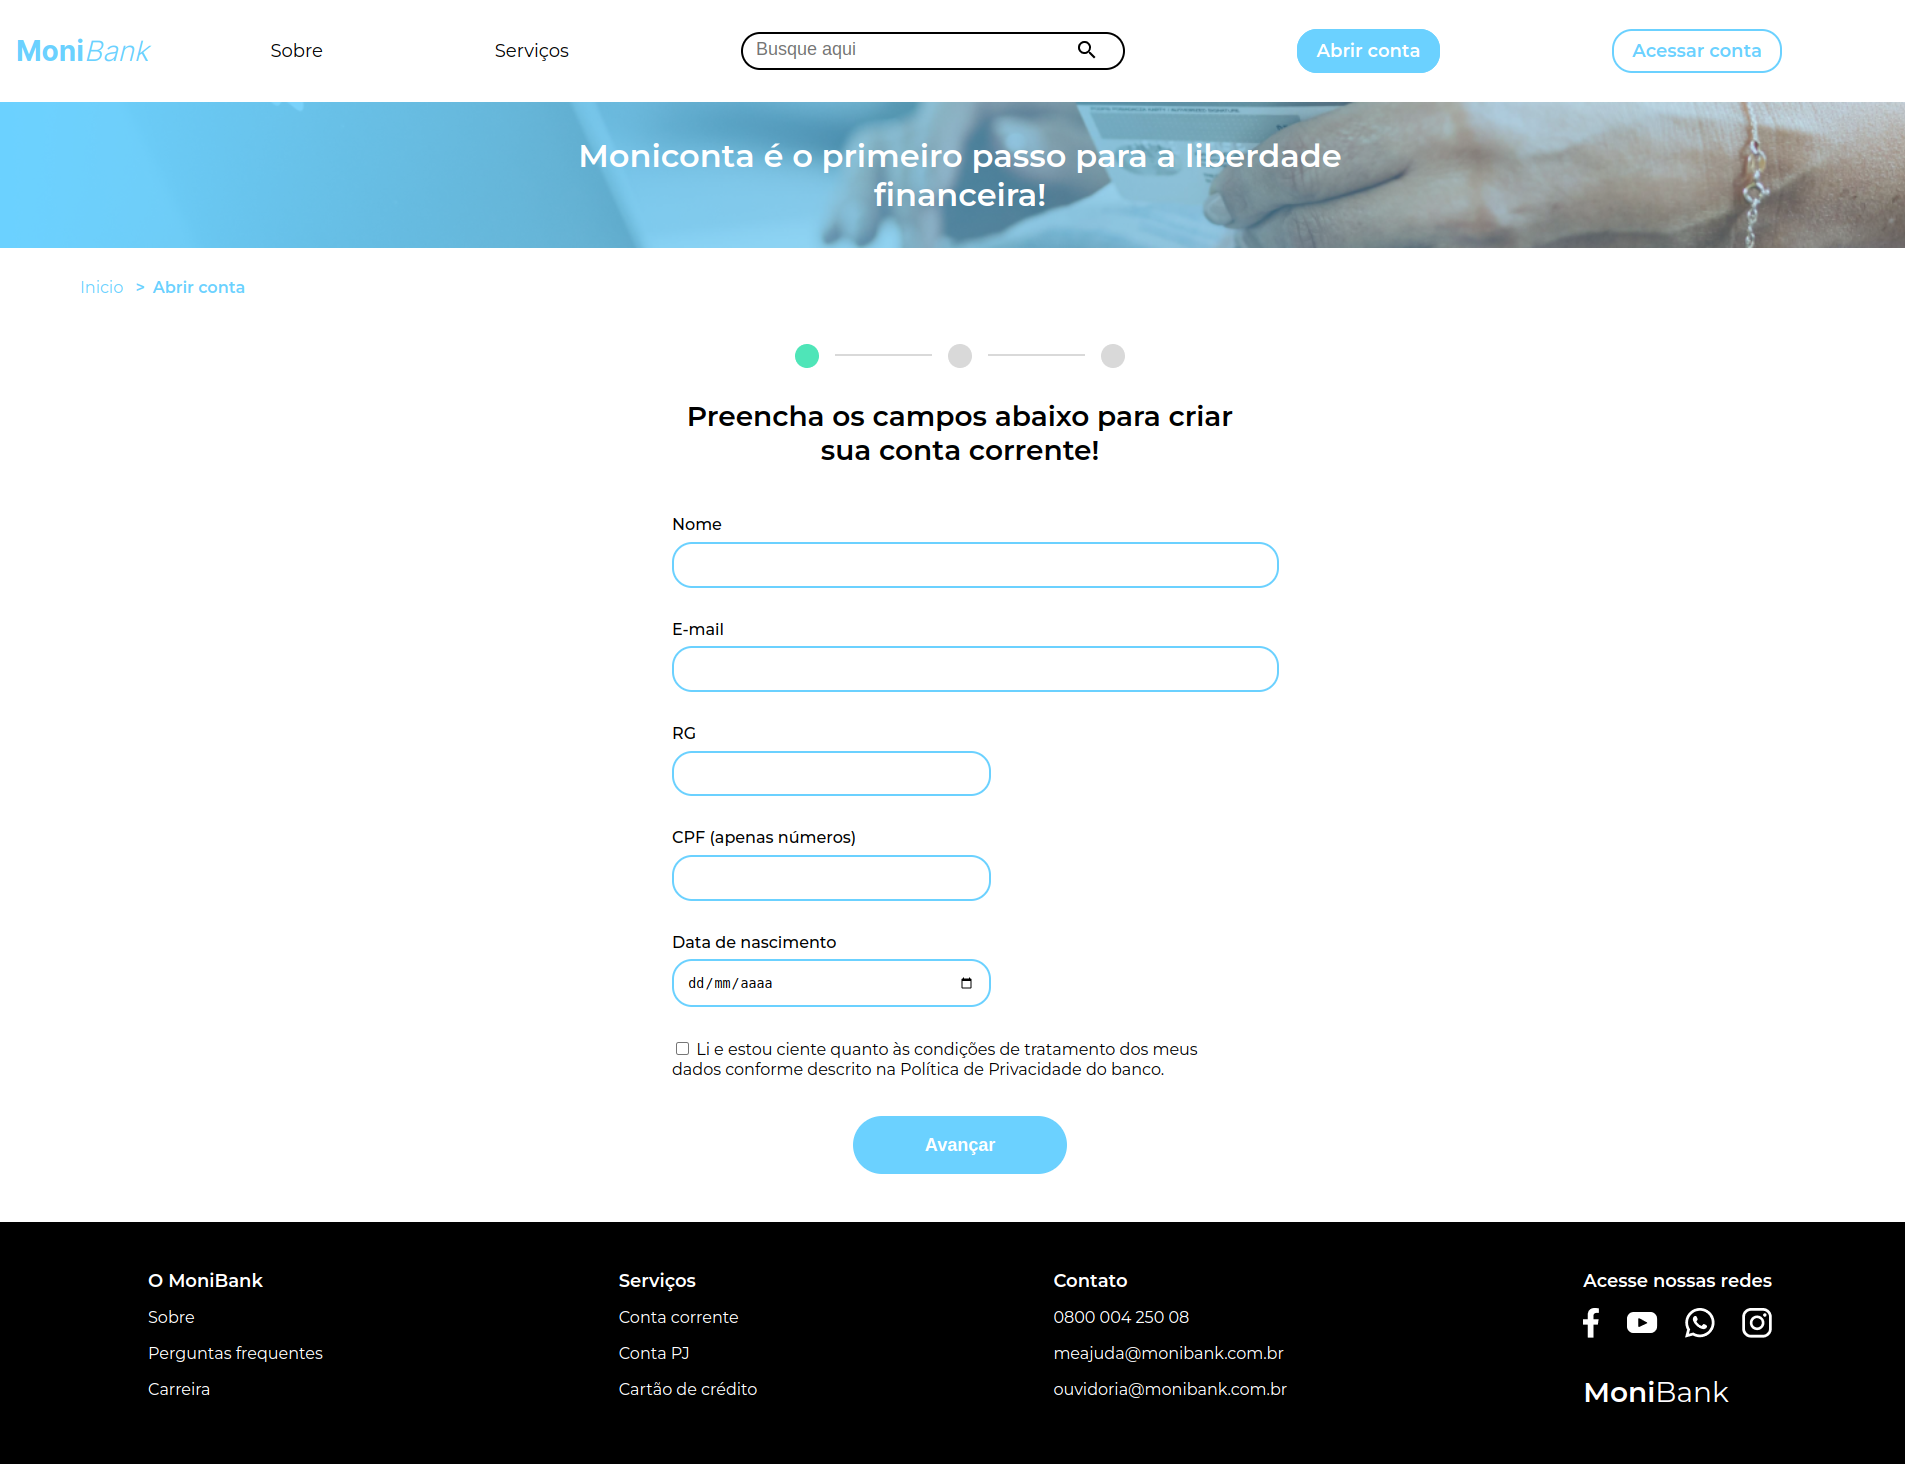 MoniBank
Sobre
Serviços
Busque aqui
Abrir conta
Acessar conta
Moniconta é o primeiro passo para a liberdade
financeira!
Inicio > Abrir conta
Preencha os campos abaixo para criar
sua conta corrente!
Nome
E-mail
RG
CPF (apenas números)
Data de nascimento
dd/mm/aaaa
Li e estou ciente quanto às condições de tratamento dos meus
dados conforme descrito na Política de Privacidade do banco.
Avançar
O MoniBank
Sobre
Perguntas frequentes
Carreira
Serviços
Conta corrente
Conta PJ
Cartão de crédito
Contato
0800 004 250 08
meajuda@monibank.com.br
ouvidoria@monibank.com.br
Acesse nossas redes
MoniBank